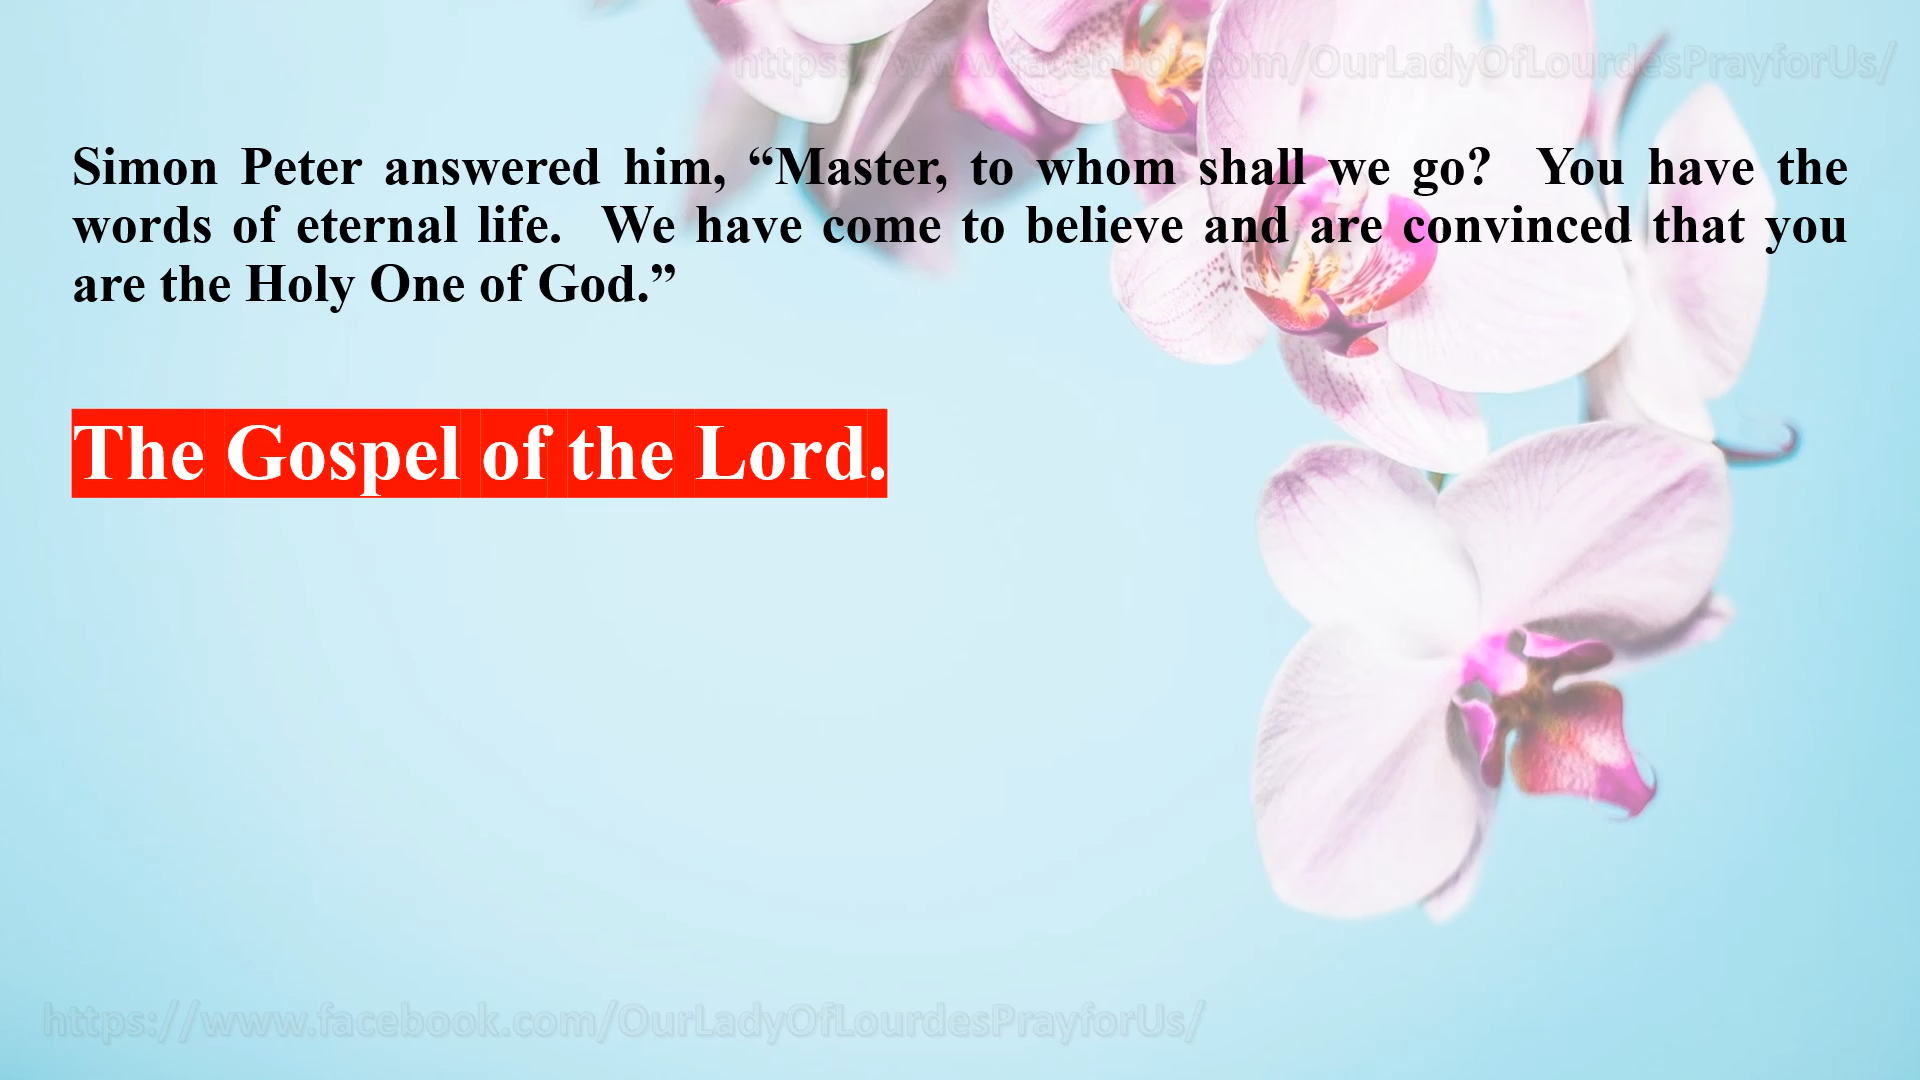 https://www.facebook.com/OurLadyOfLourdesPrayforUs/
Simon Peter answered him, “Master, to whom shall we go?  You have the
words of eternal life.  We have come to believe and are convinced that you
are the Holy One of God.”
The Gospel of the Lord.
https://www.facebook.com/OurLadyOfLourdesPrayforUs/